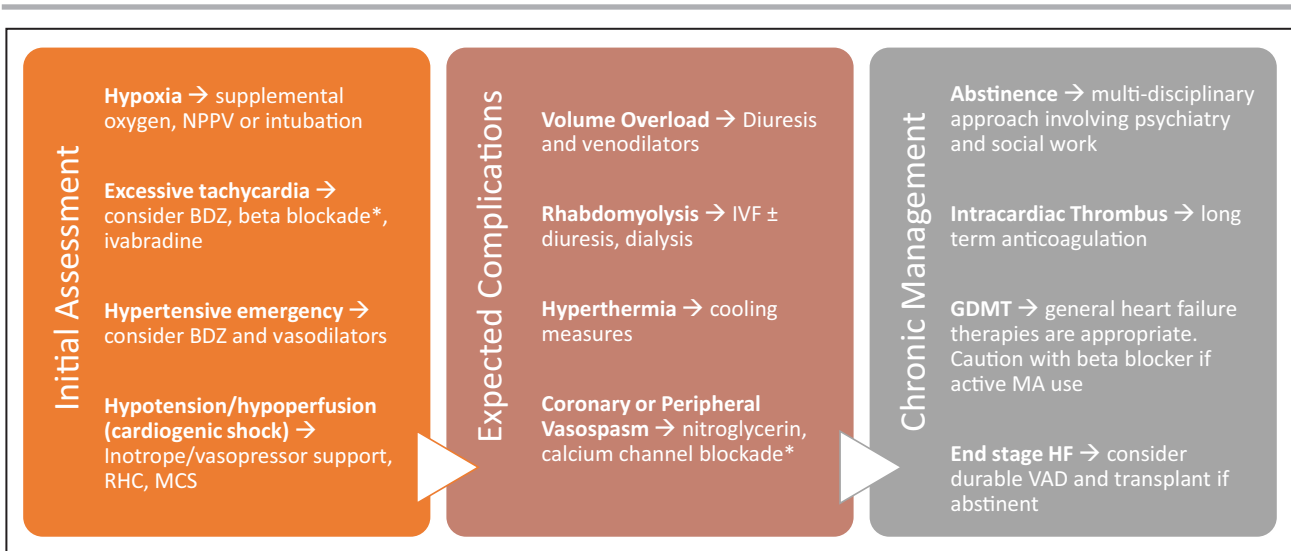 Initial Assessment
Hypoxia → supplemental
oxygen, NPPV or intubation
Excessive tachycardia →
consider BDZ, beta blockade*,
ivabradine
Hypertensive emergency →
consider BDZ and vasodilators
Hypotension/hypoperfusion
(cardiogenic shock) →
Inotrope/vasopressor support,
RHC, MCS
Expected Complications
Volume Overload → Diuresis
and venodilators
Rhabdomyolysis → IVF ±
diuresis, dialysis
Hyperthermia → cooling
measures
Coronary or Peripheral
Vasospasm → nitroglycerin,
calcium channel blockade*
Chronic Management
Abstinence → multi-disciplinary
approach involving psychiatry
and social work
Intracardiac Thrombus → long
term anticoagulation
GDMT → general heart failure
therapies are appropriate.
Caution with beta blocker if
active MA use
End stage HF → consider
durable VAD and transplant if
abstinent